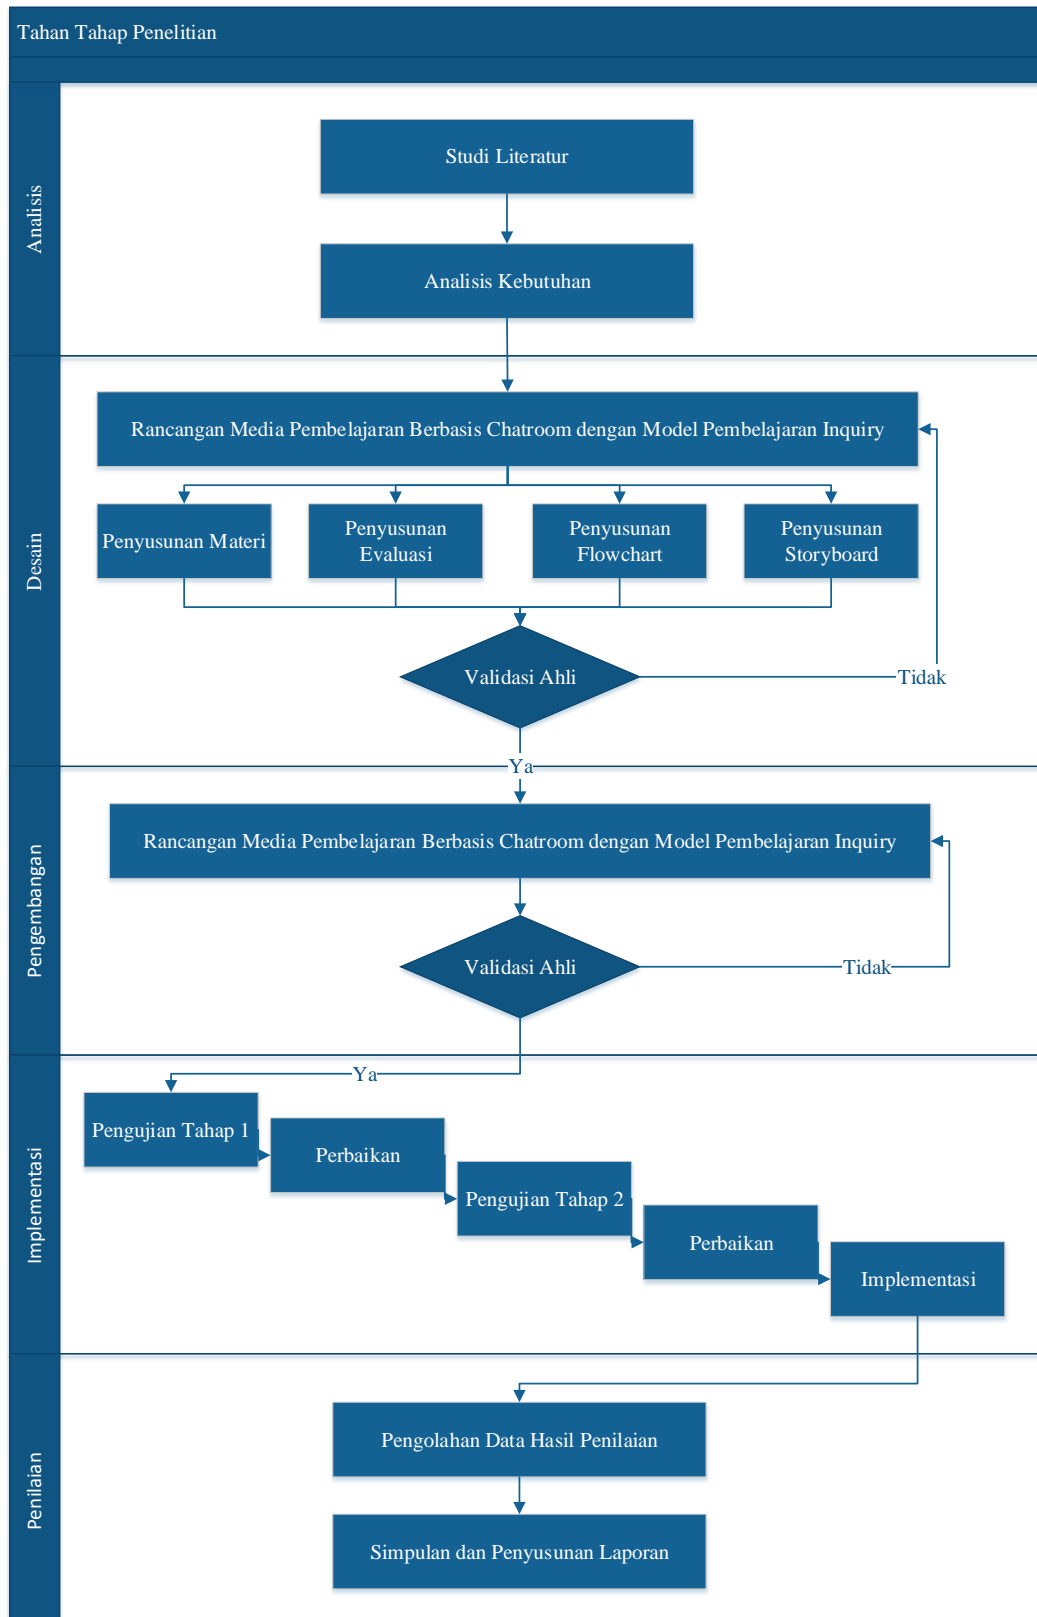 Tahan Tahap Penelitian
Analisis
Studi Literatur
Analisis Kebutuhan
Desain
Rancangan Media Pembelajaran Berbasis Chatroom dengan Model Pembelajaran Inquiry
Penyusunan Materi
Penyusunan
Evaluasi
Penyusunan
Flowchart
Penyusunan
Storyboard
Validasi Ahli
Tidak
Ya
Pengembangan
Rancangan Media Pembelajaran Berbasis Chatroom dengan Model Pembelajaran Inquiry
Validasi Ahli
Tidak
Implementasi
Ya
Pengujian Tahap 1
Perbaikan
Pengujian Tahap 2
Perbaikan
Implementasi
Penilaian
Pengolahan Data Hasil Penilaian
Simpulan dan Penyusunan Laporan